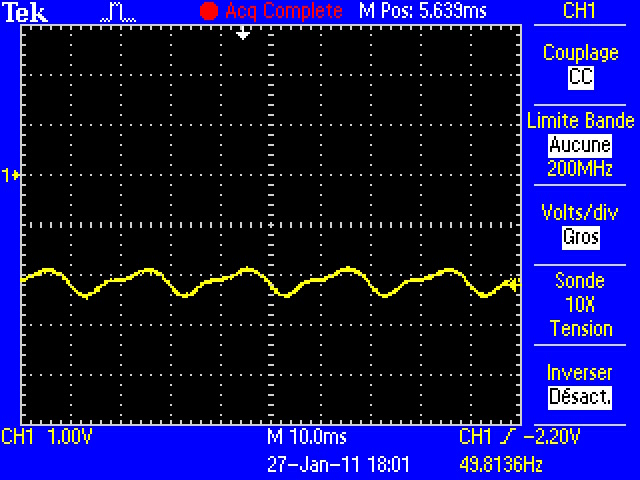 Tek Acq Complete M Pos: 5.639ms CH1
Couplage
CC
Limite Bande
Aucune
200MHz
1
Volts/div
Gros
Sonde
10X
Tension
Inverser
Désact.
CH1 1.00V M 10.0ms CH1 -2.20V
27-Jan-11 18:01 49.8136Hz